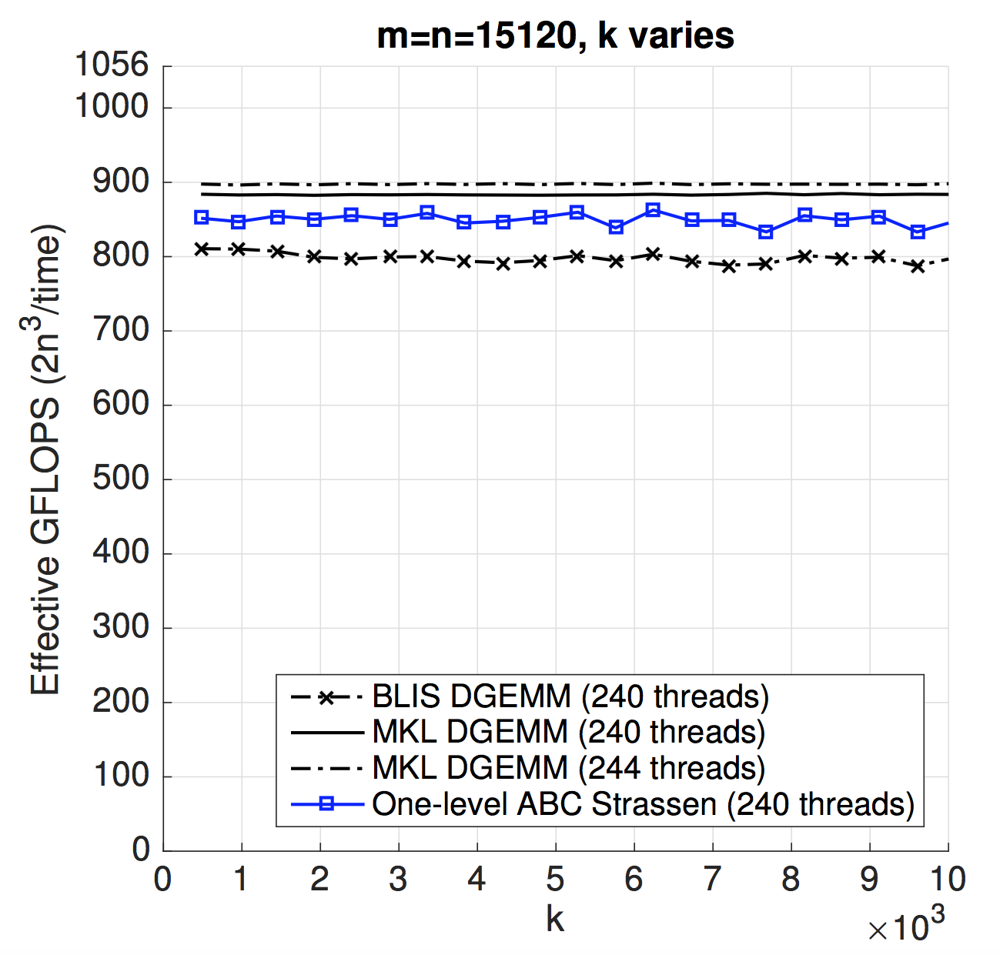 m=n=15120, k varies
Effective GFLOPS (2n³/time)
1056
1000
900
800
700
600
500
400
300
200
100
0
BLIS DGEMM (240 threads)
MKL DGEMM (240 threads)
MKL DGEMM (244 threads)
One-level ABC Strassen (240 threads)
0 1 2 3 4 5 6 7 8 9 10
k
×10³